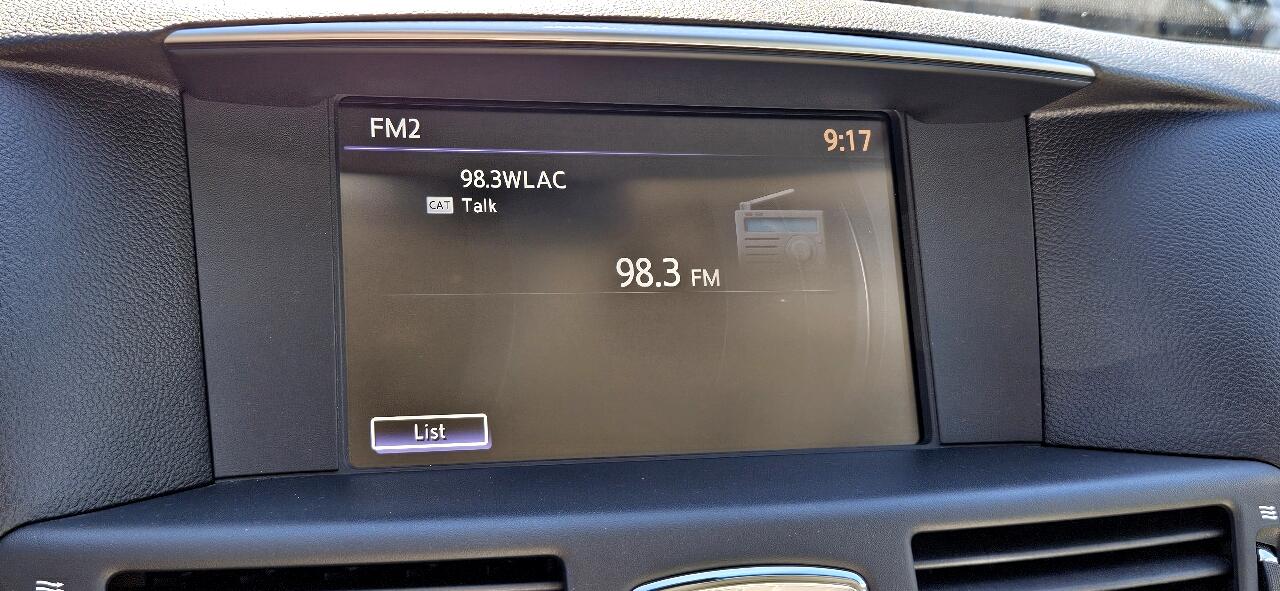 FM2
9:17
98.3WLAC
CAT Talk
98.3 FM
List